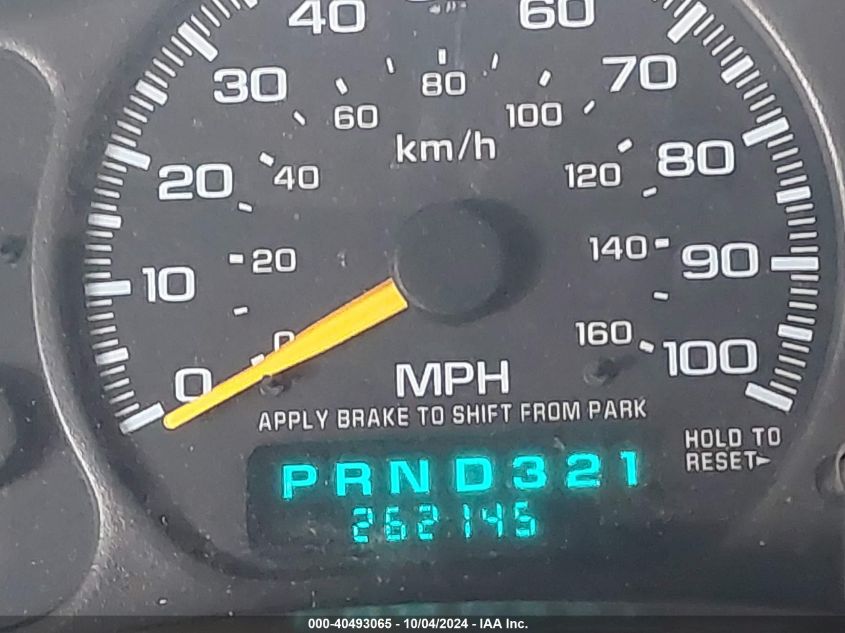 40 60
30 80 70
60 100
km/h
20 40 120 80
20 140 90
10
0 160 100
0 MPH
APPLY BRAKE TO SHIFT FROM PARK
HOLD TO
RESET►
PRND321
262145
000-40493065 - 10/04/2024 - IAA Inc.